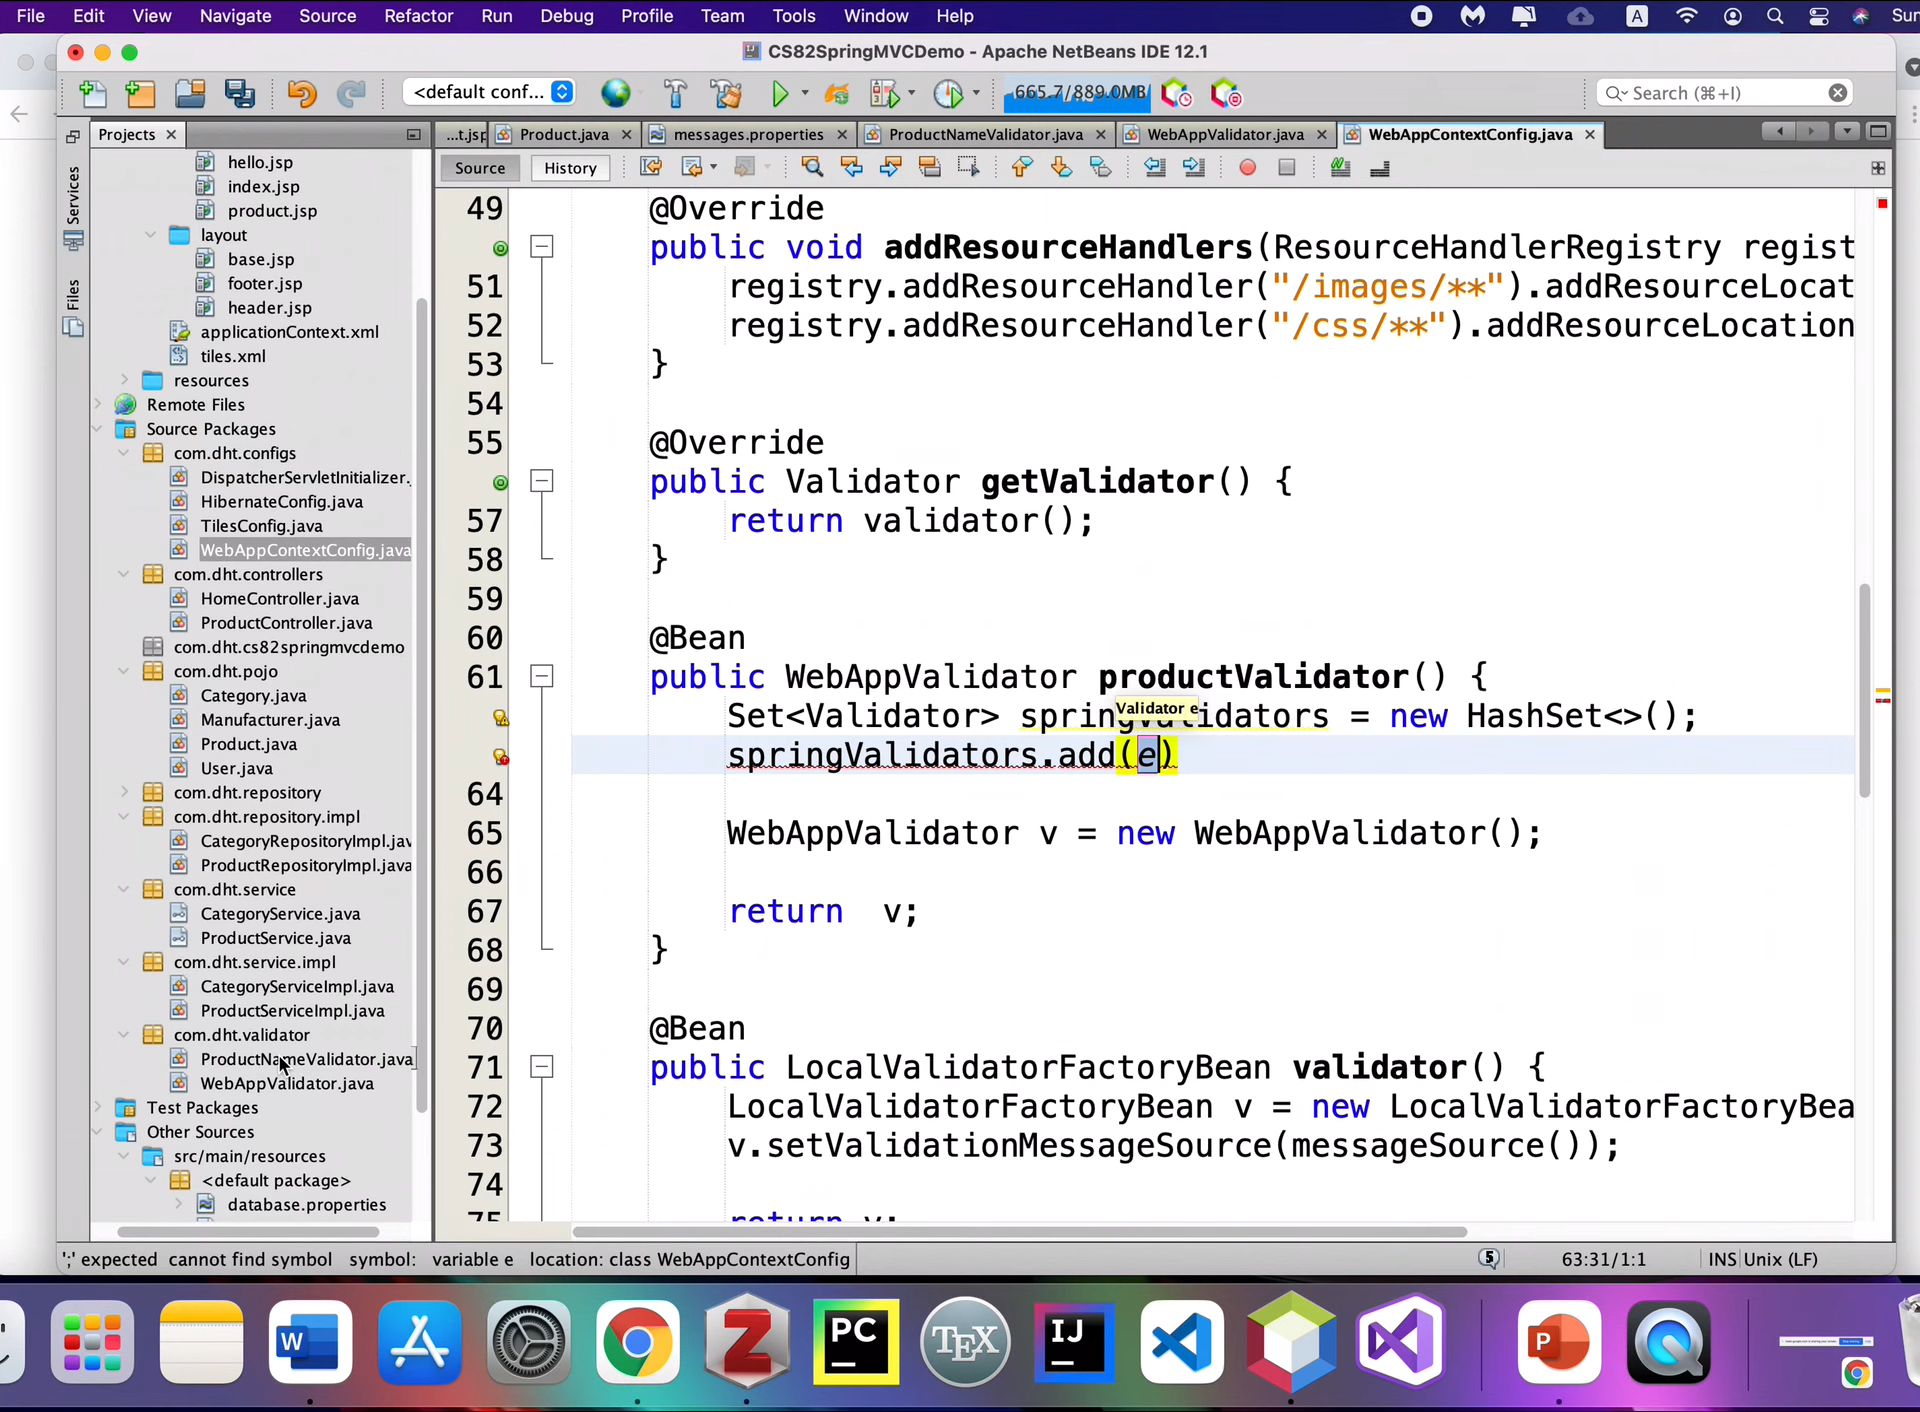 File Edit View Navigate Source Refactor Run Debug Profile Team Tools Window Help A Sun
CS82SpringMVCDemo - Apache NetBeans IDE 12.1
<default conf... 665.7/889.0MB Search (⌘+I)
Projects ...t.jsp Product.java messages.properties ProductNameValidator.java WebAppValidator.java WebAppContextConfig.java
Source History
Services
Files
hello.jsp
index.jsp
product.jsp
layout
base.jsp
footer.jsp
header.jsp
applicationContext.xml
tiles.xml
resources
Remote Files
Source Packages
com.dht.configs
DispatcherServletInitializer.
HibernateConfig.java
TilesConfig.java
WebAppContextConfig.java
com.dht.controllers
HomeController.java
ProductController.java
com.dht.cs82springmvcdemo
com.dht.pojo
Category.java
Manufacturer.java
Product.java
User.java
com.dht.repository
com.dht.repository.impl
CategoryRepositoryImpl.jav
ProductRepositoryImpl.java
com.dht.service
CategoryService.java
ProductService.java
com.dht.service.impl
CategoryServiceImpl.java
ProductServiceImpl.java
com.dht.validator
ProductNameValidator.java
WebAppValidator.java
Test Packages
Other Sources
src/main/resources
<default package>
database.properties
49 @Override
public void addResourceHandlers(ResourceHandlerRegistry regist
51 registry.addResourceHandler("/images/**").addResourceLocat
52 registry.addResourceHandler("/css/**").addResourceLocation
53 }
54
55 @Override
public Validator getValidator() {
57 return validator();
58 }
59
60 @Bean
61 public WebAppValidator productValidator() {
Validator e
Set<Validator> springValidators = new HashSet<>();
springValidators.add(e)
64
65 WebAppValidator v = new WebAppValidator();
66
67 return v;
68 }
69
70 @Bean
71 public LocalValidatorFactoryBean validator() {
72 LocalValidatorFactoryBean v = new LocalValidatorFactoryBea
73 v.setValidationMessageSource(messageSource());
74
75 return v;
';' expected cannot find symbol symbol: variable e location: class WebAppContextConfig 5 63:31/1:1 INS Unix (LF)
W Z PC TEX IJ P